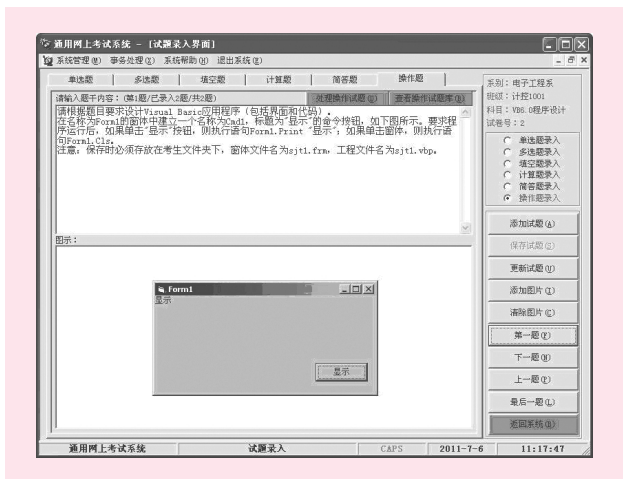 通用网上考试系统 - [试题录入界面]
系统管理(M) 事务处理(Z) 系统帮助(H) 退出系统(E)
单选题 多选题 填空题 计算题 简答题 操作题
请输入题干内容:(第1题/已录入2题/共2题) 处理操作试题(Q) 查看操作试题库(R)
请根据题目要求设计Visual Basic应用程序(包括界面和代码).
在名称为Form1的窗体中建立一个名称为Cmd1,标题为"显示"的命令按钮,如下图所示。要求程
序运行后,如果单击"显示"按钮,则执行语句Form1.Print "显示";如果单击窗体,则执行语
句Form1.Cls。
注意:保存时必须存放在考生文件夹下,窗体文件名为sjt1.frm,工程文件名为sjt1.vbp。
图示:
Form1
显示
显示
系别:电子工程系
班级:计控1001
科目:VB6.0程序设计
试卷号:2
单选题录入
多选题录入
填空题录入
计算题录入
简答题录入
操作题录入
添加试题(A)
保存试题(S)
更新试题(U)
添加图片(I)
清除图片(C)
第一题(F)
下一题(N)
上一题(P)
最后一题(L)
返回系统(B)
通用网上考试系统 试题录入 CAPS 2011-7-6 11:17:47